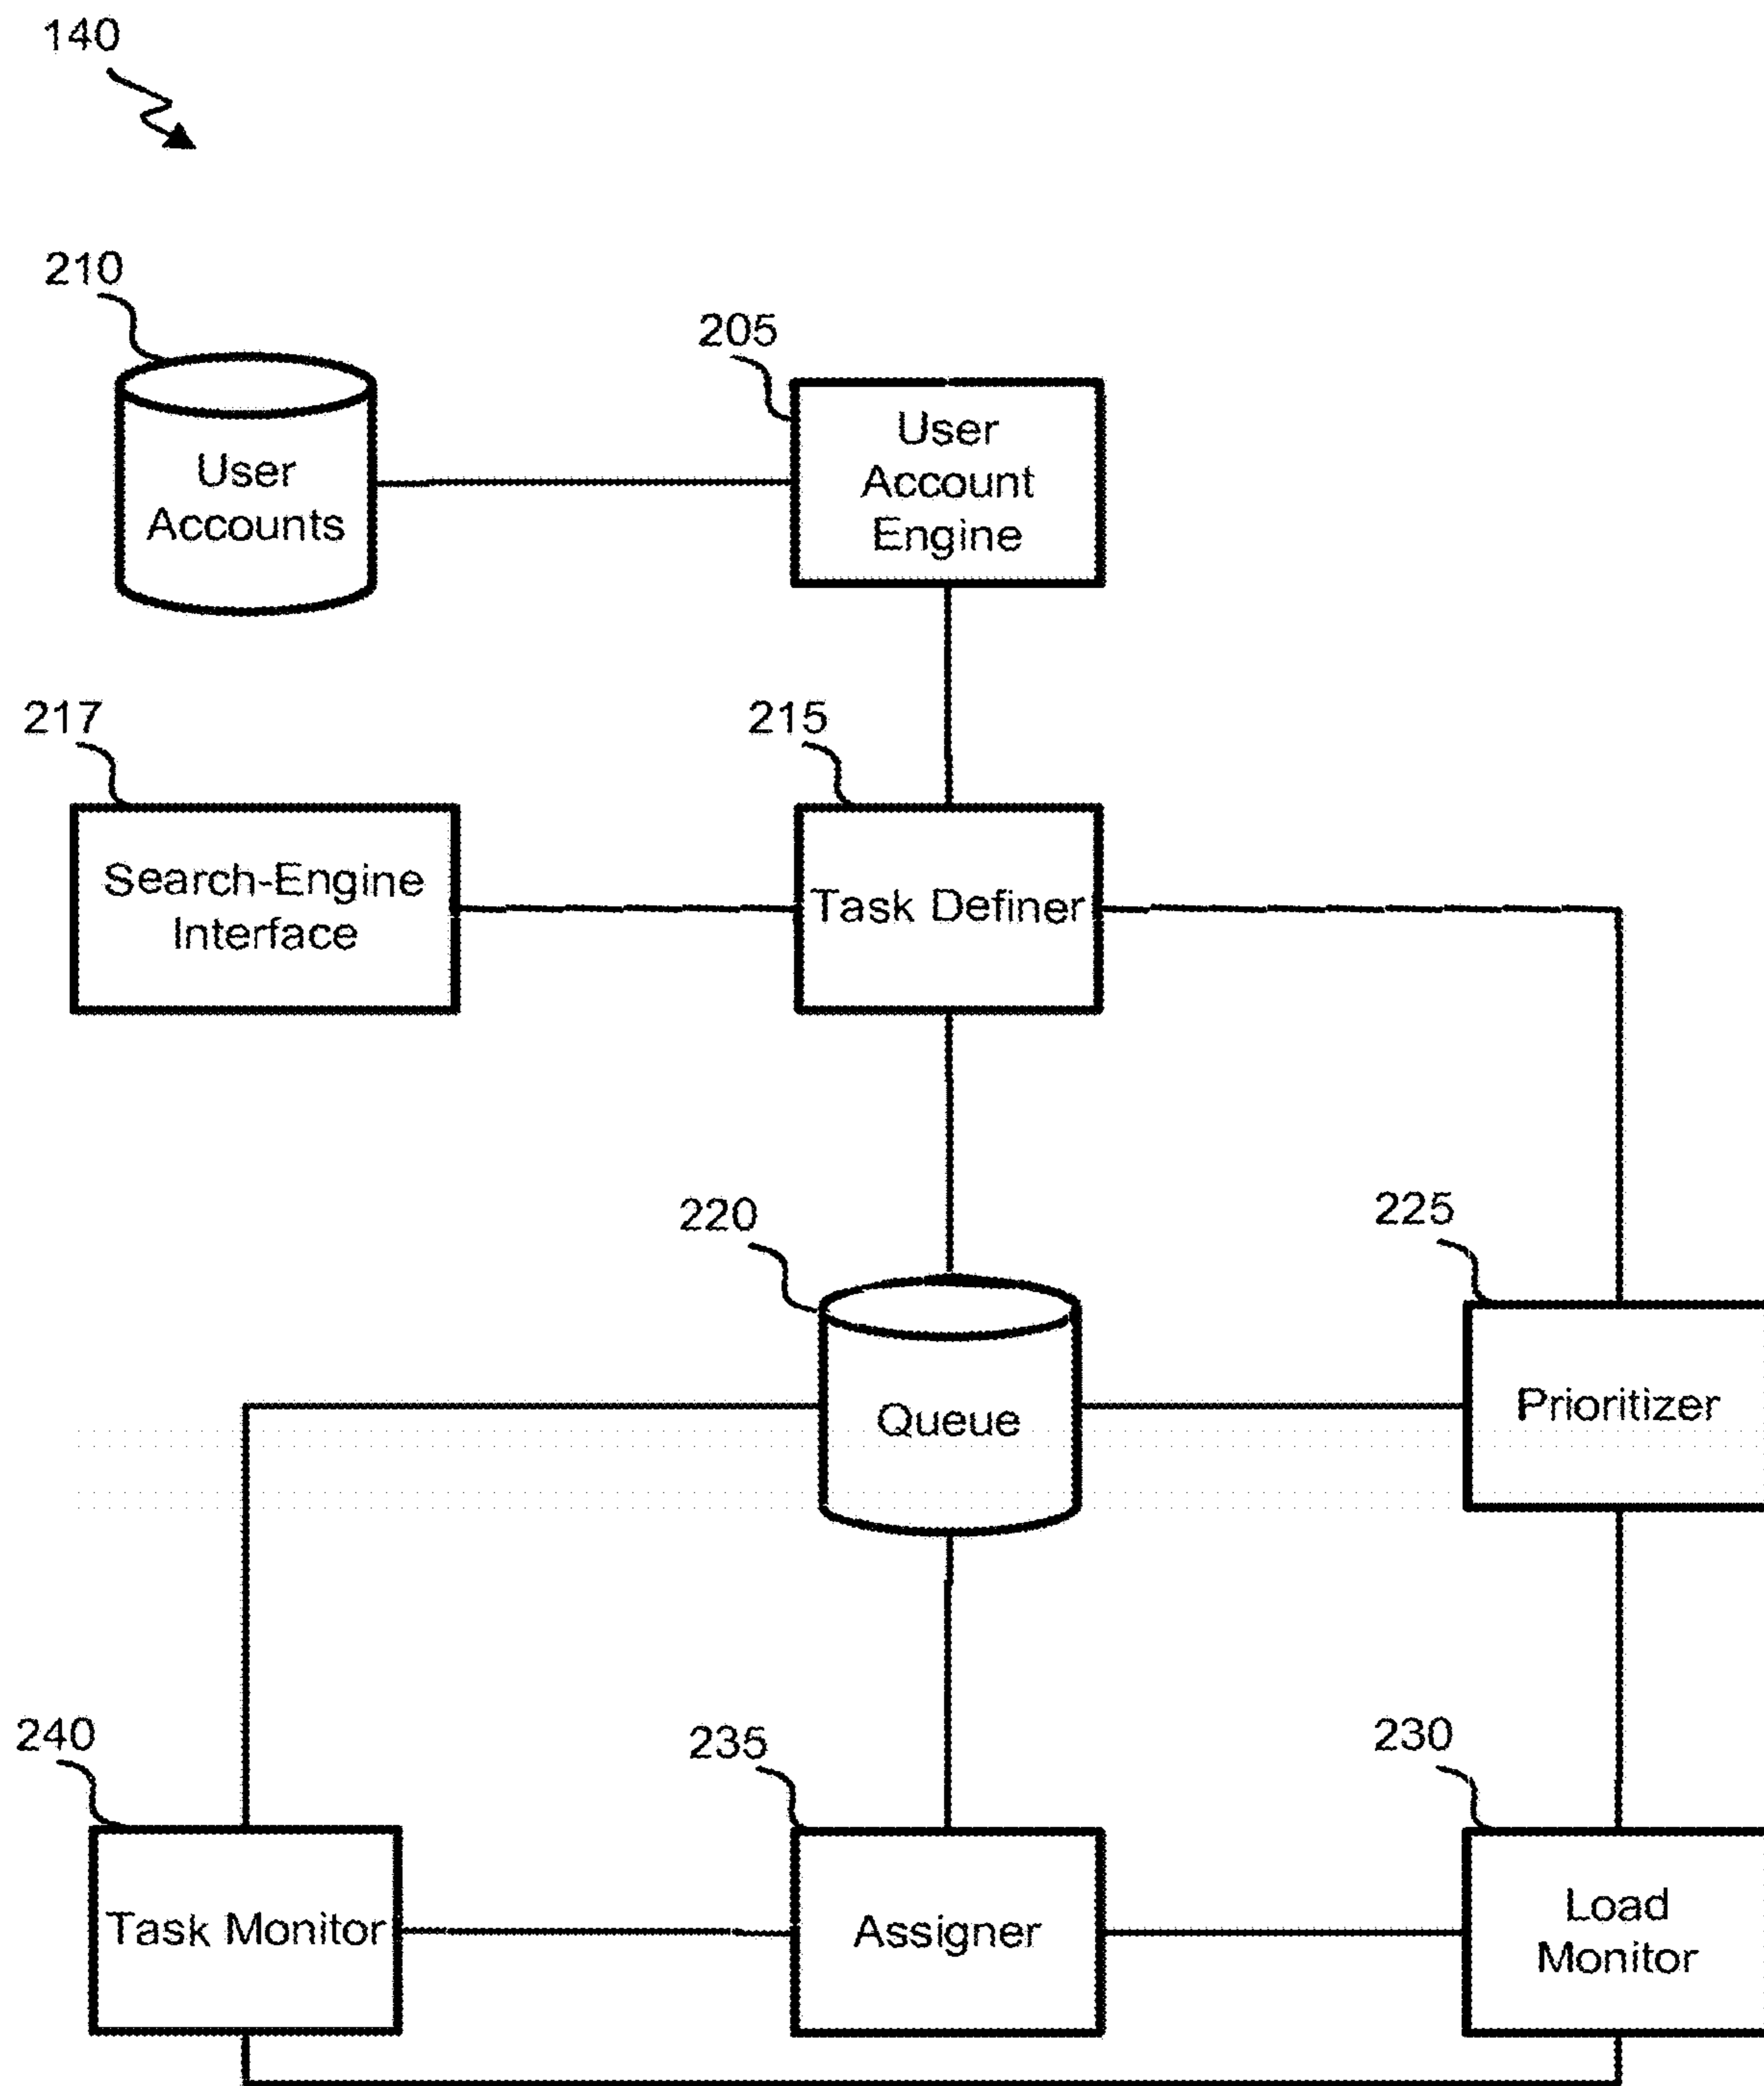 140
210
205
User
Accounts
User
Account
Engine
217
215
Search-Engine
Interface
Task Definer
220
225
Queue
Prioritizer
240
235
230
Task Monitor
Assigner
Load
Monitor